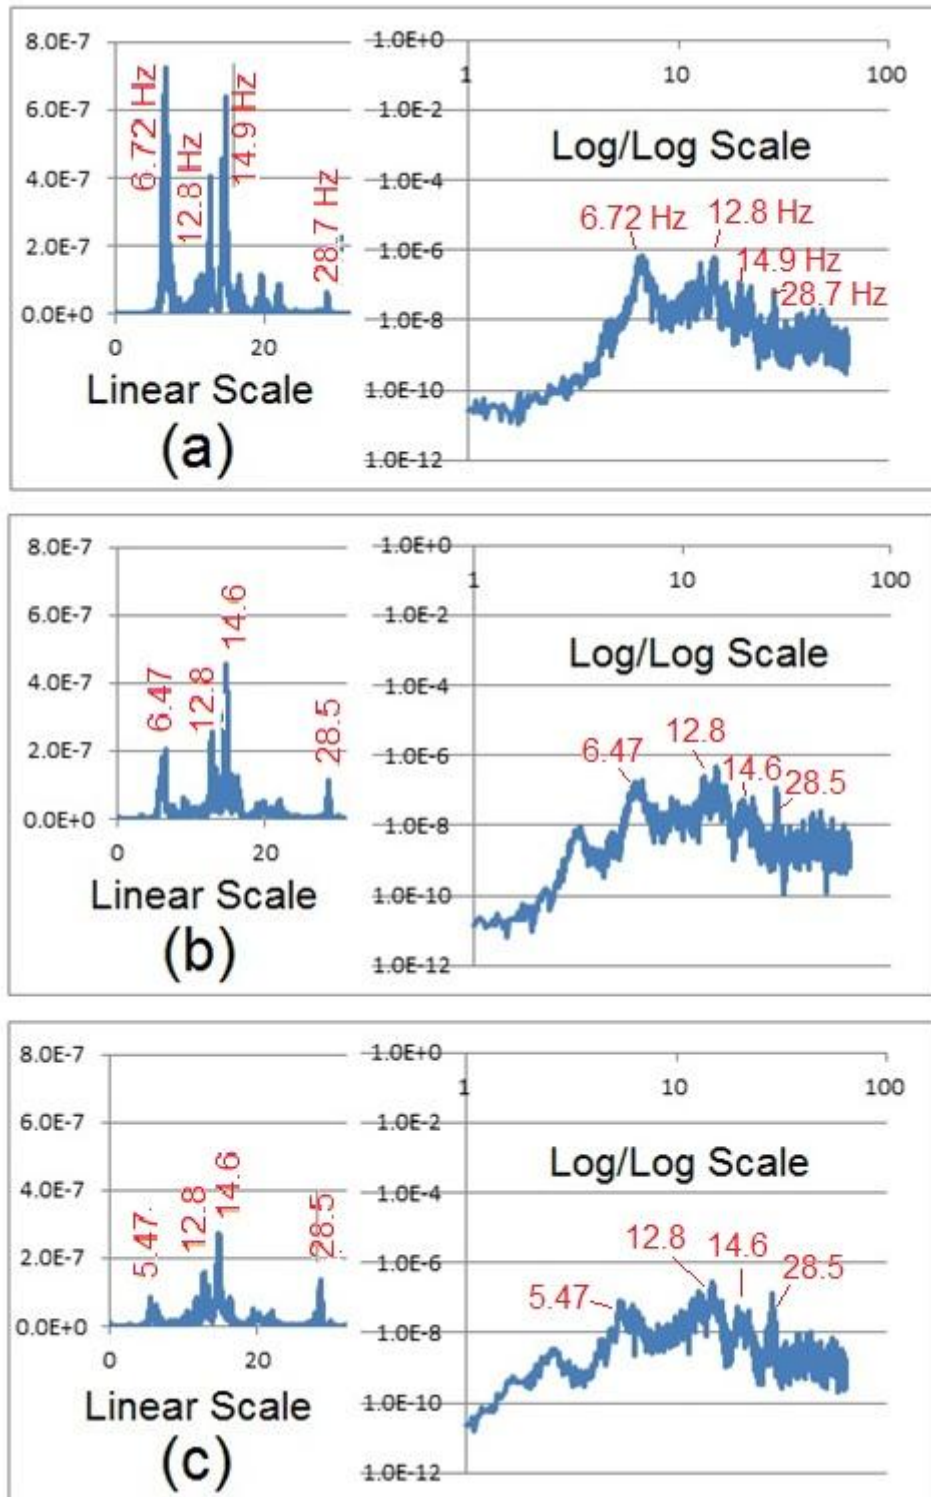 8.0E-7
6.0E-7
4.0E-7
2.0E-7
0.0E+0
0
20
6.72 Hz
12.8 Hz
14.9 Hz
28.7 Hz
Linear Scale
(a)
1.0E+0
1.0E-2
1.0E-4
1.0E-6
1.0E-8
1.0E-10
1.0E-12
1
10
100
Log/Log Scale
6.72 Hz
12.8 Hz
14.9 Hz
28.7 Hz
8.0E-7
6.0E-7
4.0E-7
2.0E-7
0.0E+0
0
20
6.47
12.8
14.6
28.5
Linear Scale
(b)
1.0E+0
1.0E-2
1.0E-4
1.0E-6
1.0E-8
1.0E-10
1.0E-12
1
10
100
Log/Log Scale
6.47
12.8
14.6
28.5
8.0E-7
6.0E-7
4.0E-7
2.0E-7
0.0E+0
0
20
5.47
12.8
14.6
28.5
Linear Scale
(c)
1.0E+0
1.0E-2
1.0E-4
1.0E-6
1.0E-8
1.0E-10
1.0E-12
1
10
100
Log/Log Scale
5.47
12.8
14.6
28.5